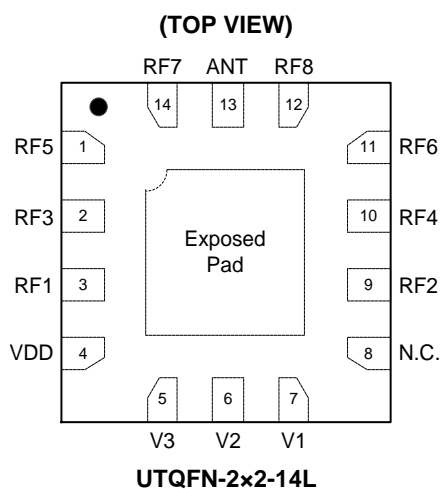 (TOP VIEW)
RF7 ANT RF8
14 13 12
RF5 1 11 RF6
RF3 2 10 RF4
Exposed
Pad
RF1 3 9 RF2
VDD 4 8 N.C.
5 6 7
V3 V2 V1
UTQFN-2×2-14L